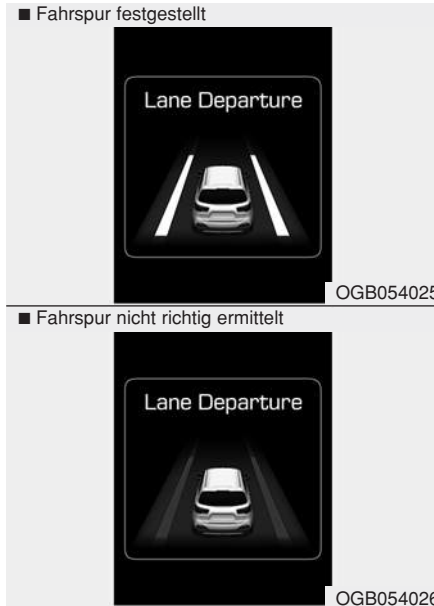 ■ Fahrspur festgestellt
Lane Departure
OGB054025
■ Fahrspur nicht richtig ermittelt
Lane Departure
OGB054026